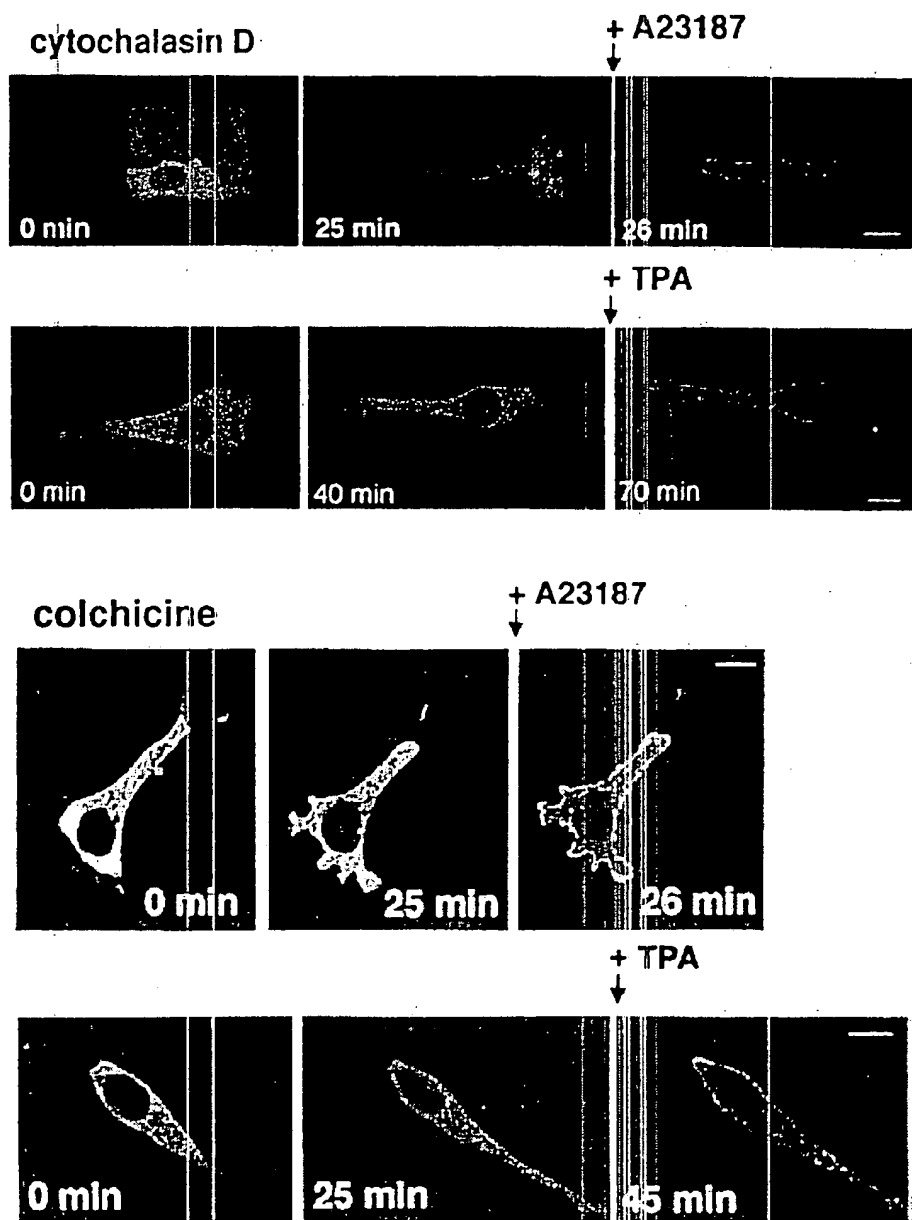 cytochalasin D
+ A23187
0 min
25 min
26 min
+ TPA
0 min
40 min
70 min
colchicine
+ A23187
0 min
25 min
26 min
+ TPA
0 min
25 min
45 min